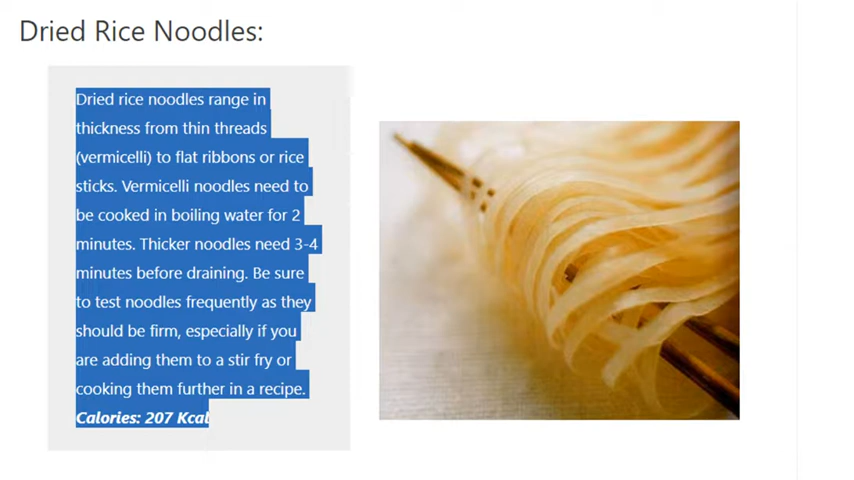 Dried Rice Noodles:
Dried rice noodles range in
thickness from thin threads
(vermicelli) to flat ribbons or rice
sticks. Vermicelli noodles need to
be cooked in boiling water for 2
minutes. Thicker noodles need 3-4
minutes before draining. Be sure
to test noodles frequently as they
should be firm, especially if you
are adding them to a stir fry or
cooking them further in a recipe.
Calories: 207 Kcal